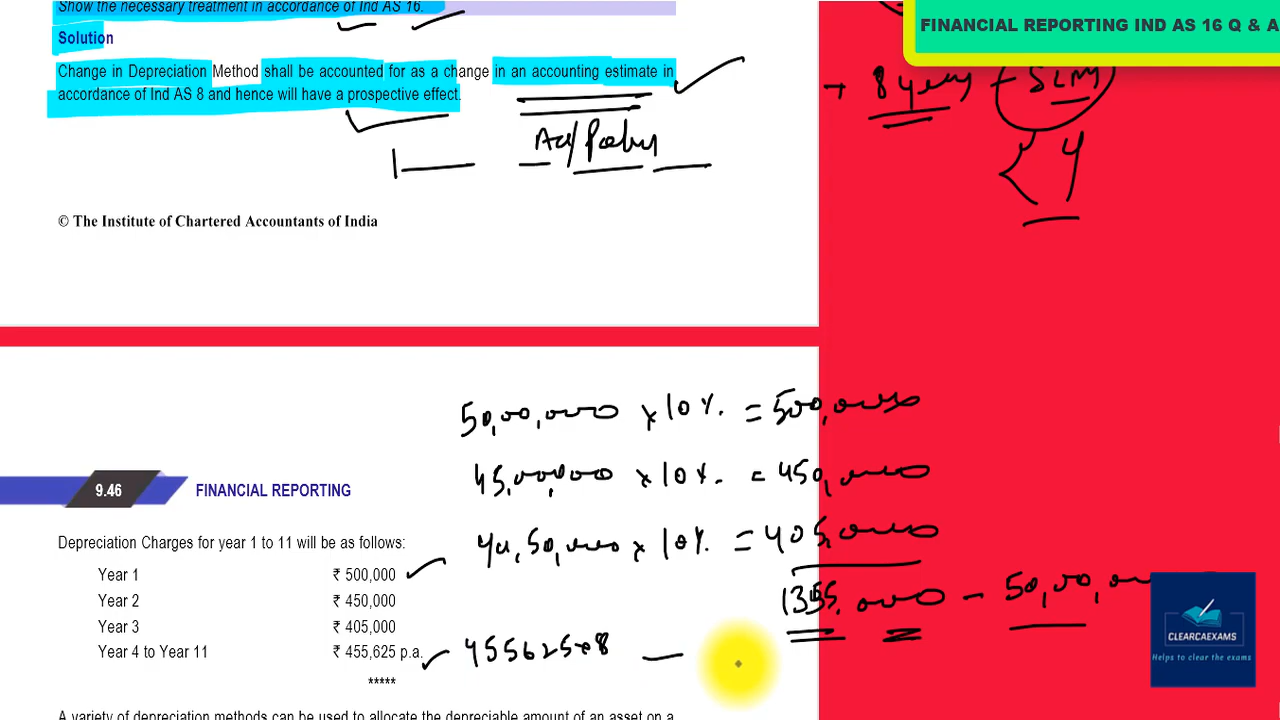 Show the necessary treatment in accordance of Ind AS 16.
FINANCIAL REPORTING IND AS 16 Q & A
Solution
Change in Depreciation Method shall be accounted for as a change in an accounting estimate in
accordance of Ind AS 8 and hence will have a prospective effect.
8 years - SLM
4
© The Institute of Chartered Accountants of India
50,00,000 x 10%. = 500,000
45,00,000 x 10%. = 450,000
9.46 FINANCIAL REPORTING
40,50,000 x 10%. = 405,000
Depreciation Charges for year 1 to 11 will be as follows:
Year 1 ₹ 500,000
Year 2 ₹ 450,000
1355,000 - 50,00,000
Year 3 ₹ 405,000
Year 4 to Year 11 ₹ 455,625 p.a.
455625x8
*****
CLEARCAEXAMS
Helps to clear the exams
A variety of depreciation methods can be used to allocate the depreciable amount of an asset on a